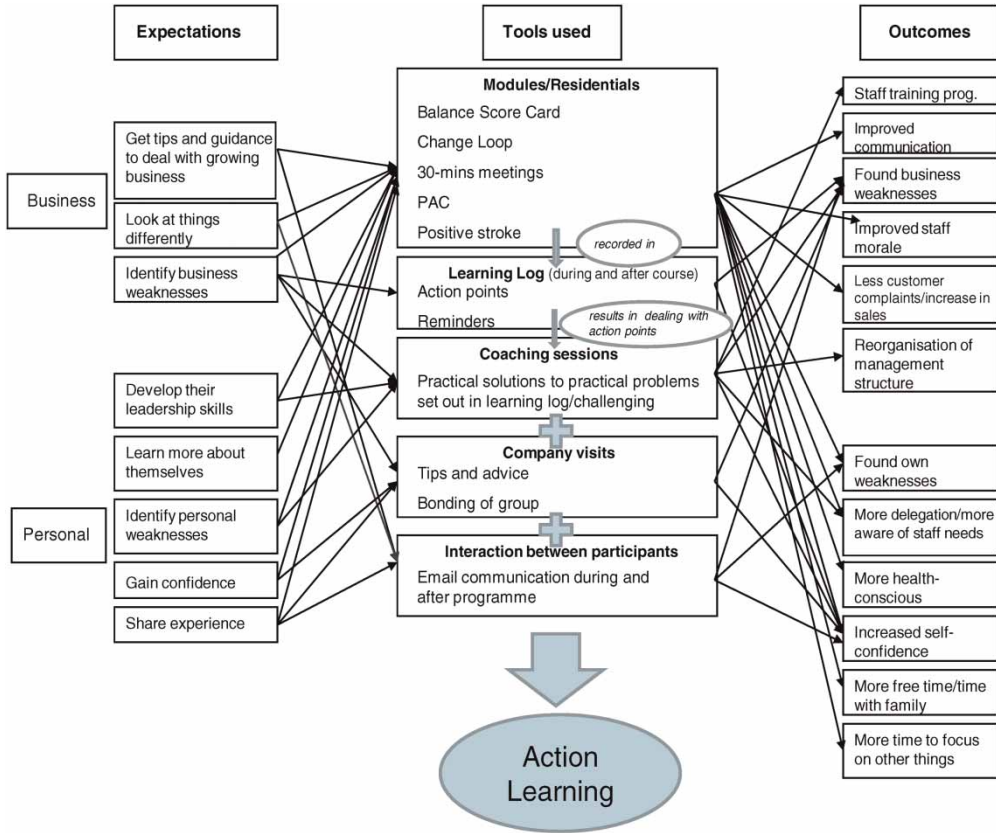 Expectations
Tools used
Outcomes
Business
Personal
Get tips and guidance
to deal with growing
business
Look at things
differently
Identify business
weaknesses
Develop their
leadership skills
Learn more about
themselves
Identify personal
weaknesses
Gain confidence
Share experience
Modules/Residentials
Balance Score Card
Change Loop
30-mins meetings
PAC
Positive stroke
recorded in
Learning Log (during and after course)
Action points
Reminders
results in dealing with
action points
Coaching sessions
Practical solutions to practical problems
set out in learning log/challenging
Company visits
Tips and advice
Bonding of group
Interaction between participants
Email communication during and
after programme
Action
Learning
Staff training prog.
Improved
communication
Found business
weaknesses
Improved staff
morale
Less customer
complaints/increase in
sales
Reorganisation of
management
structure
Found own
weaknesses
More delegation/more
aware of staff needs
More health-
conscious
Increased self-
confidence
More free time/time
with family
More time to focus
on other things